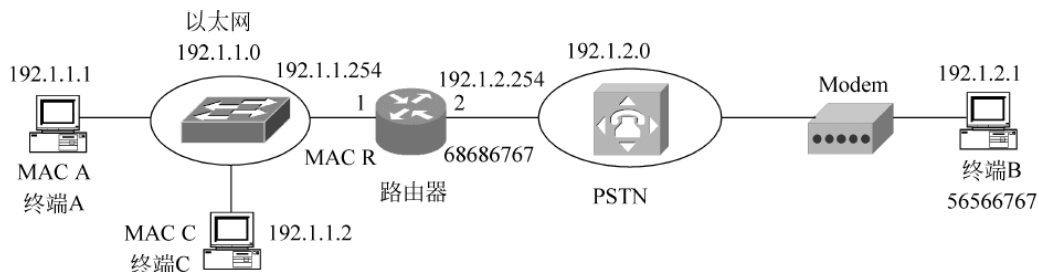 以太网
192.1.1.0
192.1.1.1
MAC A
终端A
MAC C
终端C
192.1.1.2
192.1.1.254
1
MAC R
路由器
2
192.1.2.254
68686767
192.1.2.0
PSTN
Modem
192.1.2.1
终端B
56566767